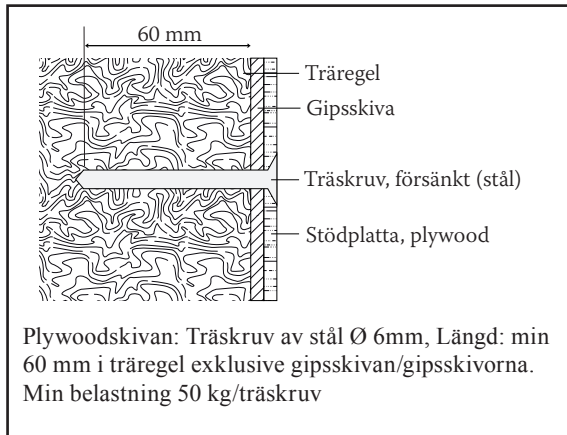 60 mm
Träregel
Gipsskiva
Träskruv, försänkt (stål)
Stödplatta, plywood
Plywoodskivan: Träskruv av stål Ø 6mm, Längd: min
60 mm i träregel exklusive gipsskivan/gipsskivorna.
Min belastning 50 kg/träskruv